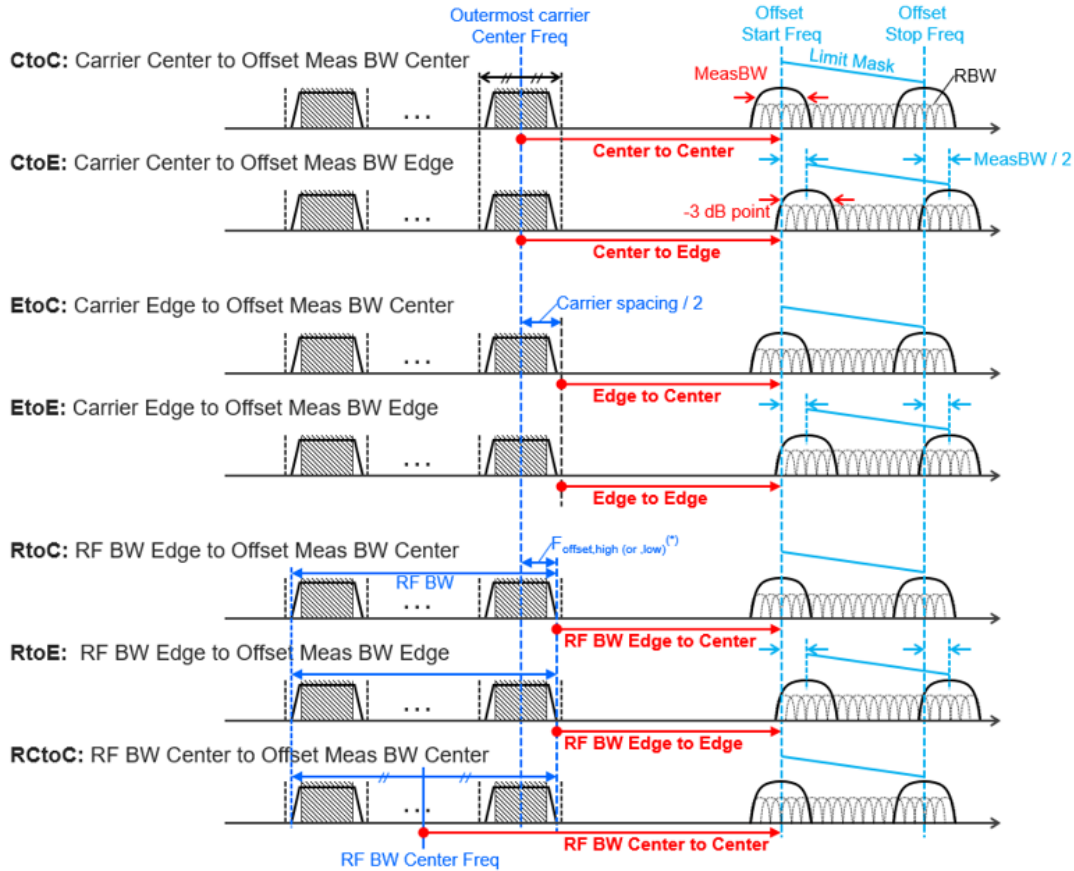 Outermost carrier
Center Freq
Offset
Start Freq
Offset
Stop Freq
CtoC: Carrier Center to Offset Meas BW Center
Limit Mask
MeasBW
RBW
...
Center to Center
CtoE: Carrier Center to Offset Meas BW Edge
MeasBW / 2
-3 dB point
...
Center to Edge
EtoC: Carrier Edge to Offset Meas BW Center
Carrier spacing / 2
...
Edge to Center
EtoE: Carrier Edge to Offset Meas BW Edge
...
Edge to Edge
RtoC: RF BW Edge to Offset Meas BW Center
Foffset,high (or ,low)(*)
RF BW
...
RF BW Edge to Center
RtoE: RF BW Edge to Offset Meas BW Edge
...
RF BW Edge to Edge
RCtoC: RF BW Center to Offset Meas BW Center
...
RF BW Center to Center
RF BW Center Freq